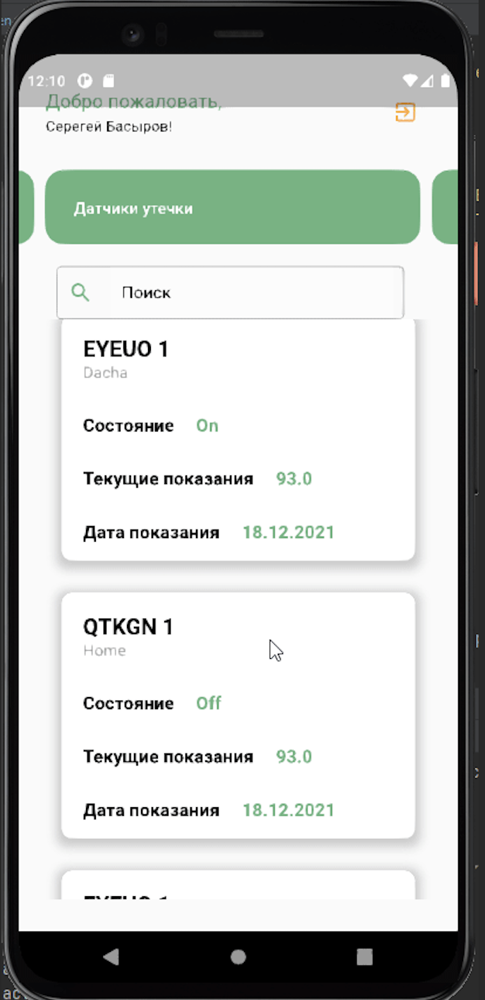 12:10
Добро пожаловать,
Серегей Басыров!
Датчики утечки
Поиск
EYEUO 1
Dacha
Состояние On
Текущие показания 93.0
Дата показания 18.12.2021
QTKGN 1
Home
Состояние Off
Текущие показания 93.0
Дата показания 18.12.2021